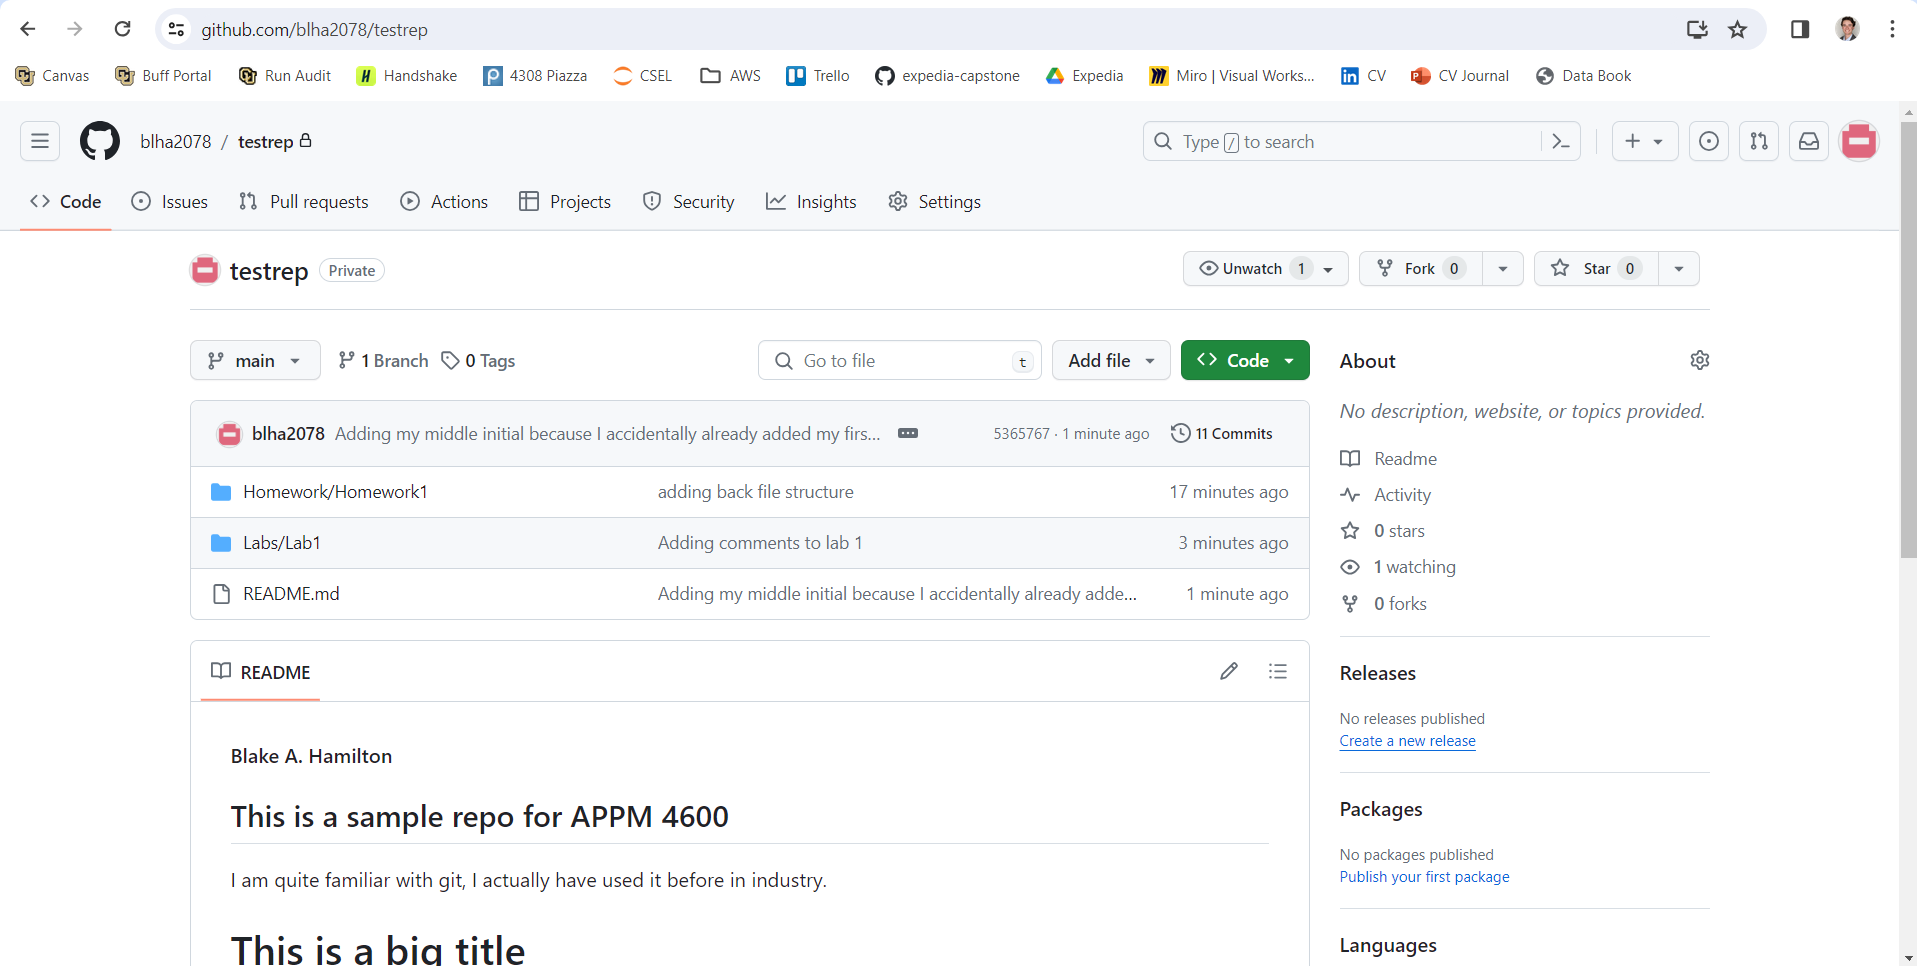 github.com/blha2078/testrep
Canvas Buff Portal Run Audit Handshake 4308 Piazza CSEL AWS Trello expedia-capstone Expedia Miro | Visual Works... CV CV Journal Data Book
blha2078 / testrep Type / to search
Code Issues Pull requests Actions Projects Security Insights Settings
testrep Private Unwatch 1 Fork 0 Star 0
main 1 Branch 0 Tags Go to file t Add file Code
blha2078 Adding my middle initial because I accidentally already added my firs... 5365767 · 1 minute ago 11 Commits
Homework/Homework1 adding back file structure 17 minutes ago
Labs/Lab1 Adding comments to lab 1 3 minutes ago
README.md Adding my middle initial because I accidentally already adde... 1 minute ago
README
Blake A. Hamilton
This is a sample repo for APPM 4600
I am quite familiar with git, I actually have used it before in industry.
This is a big title
About
No description, website, or topics provided.
Readme
Activity
0 stars
1 watching
0 forks
Releases
No releases published
Create a new release
Packages
No packages published
Publish your first package
Languages